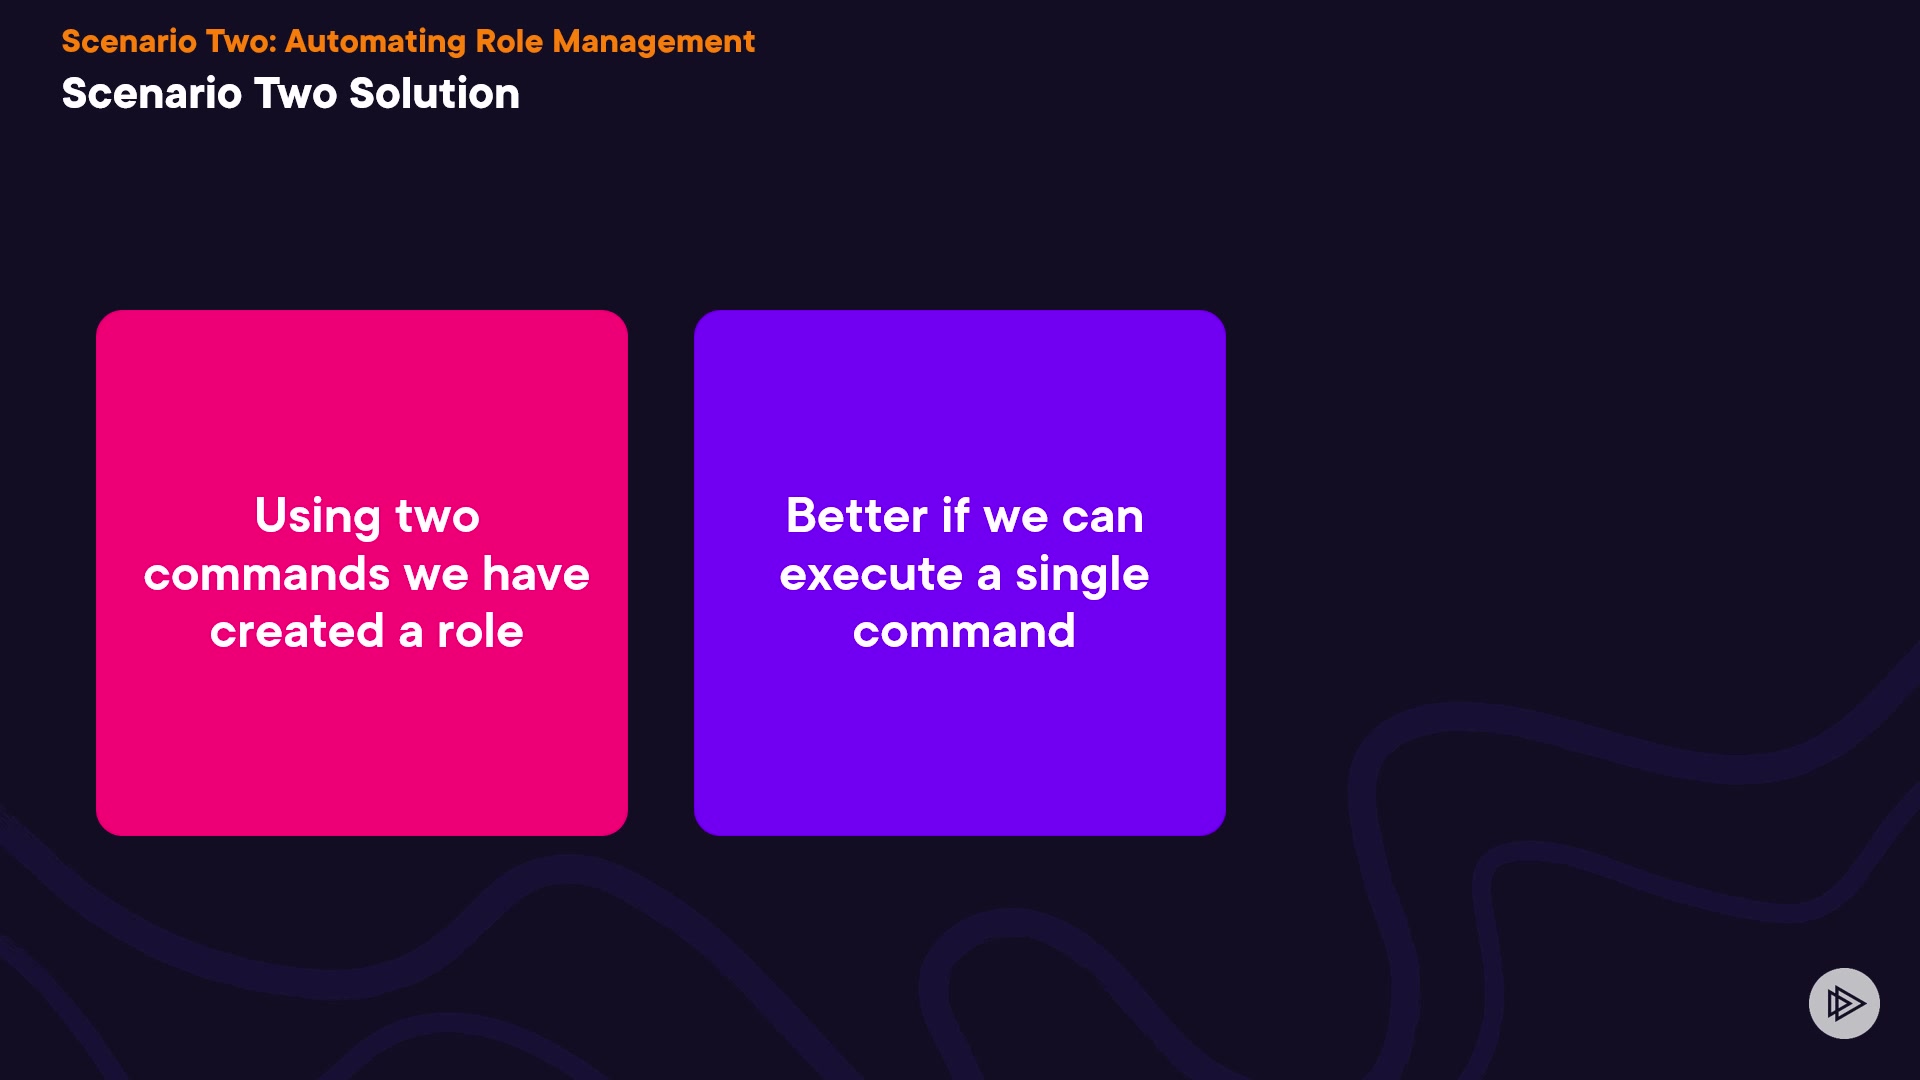 Scenario Two: Automating Role Management
Scenario Two Solution
Using two
commands we have
created a role
Better if we can
execute a single
command